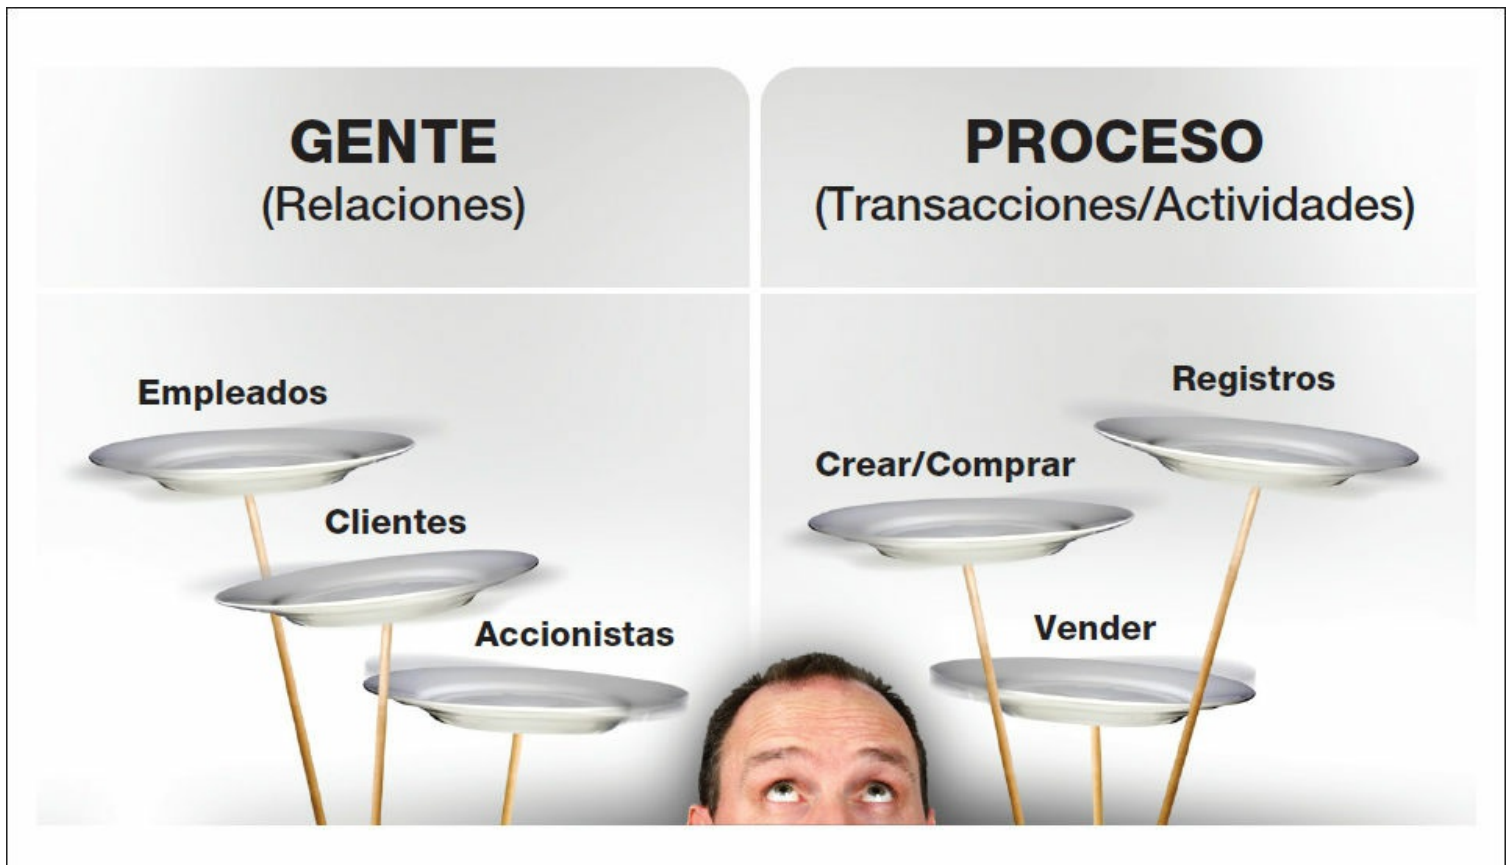 GENTE
(Relaciones)
PROCESO
(Transacciones/Actividades)
Empleados
Clientes
Accionistas
Registros
Crear/Comprar
Vender